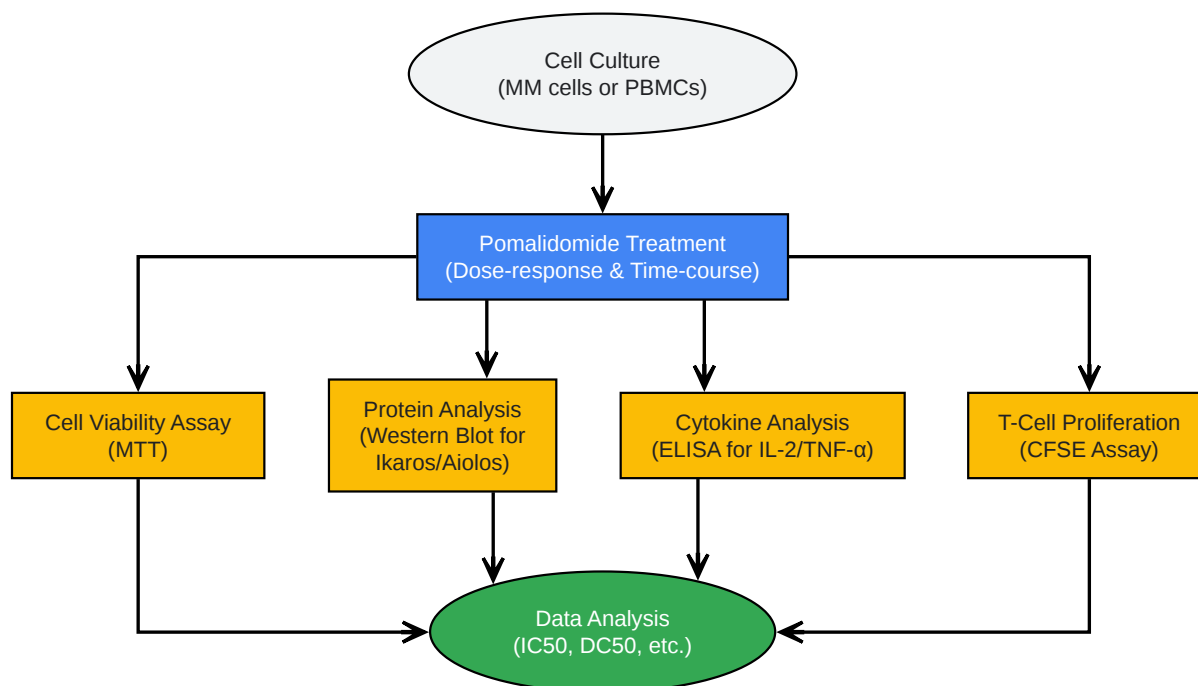 Cell Culture
(MM cells or PBMCs)
Pomalidomide Treatment
(Dose-response & Time-course)
Cell Viability Assay
(MTT)
Protein Analysis
(Western Blot for
Ikaros/Aiolos)
Cytokine Analysis
(ELISA for IL-2/TNF-α)
T-Cell Proliferation
(CFSE Assay)
Data Analysis
(IC50, DC50, etc.)